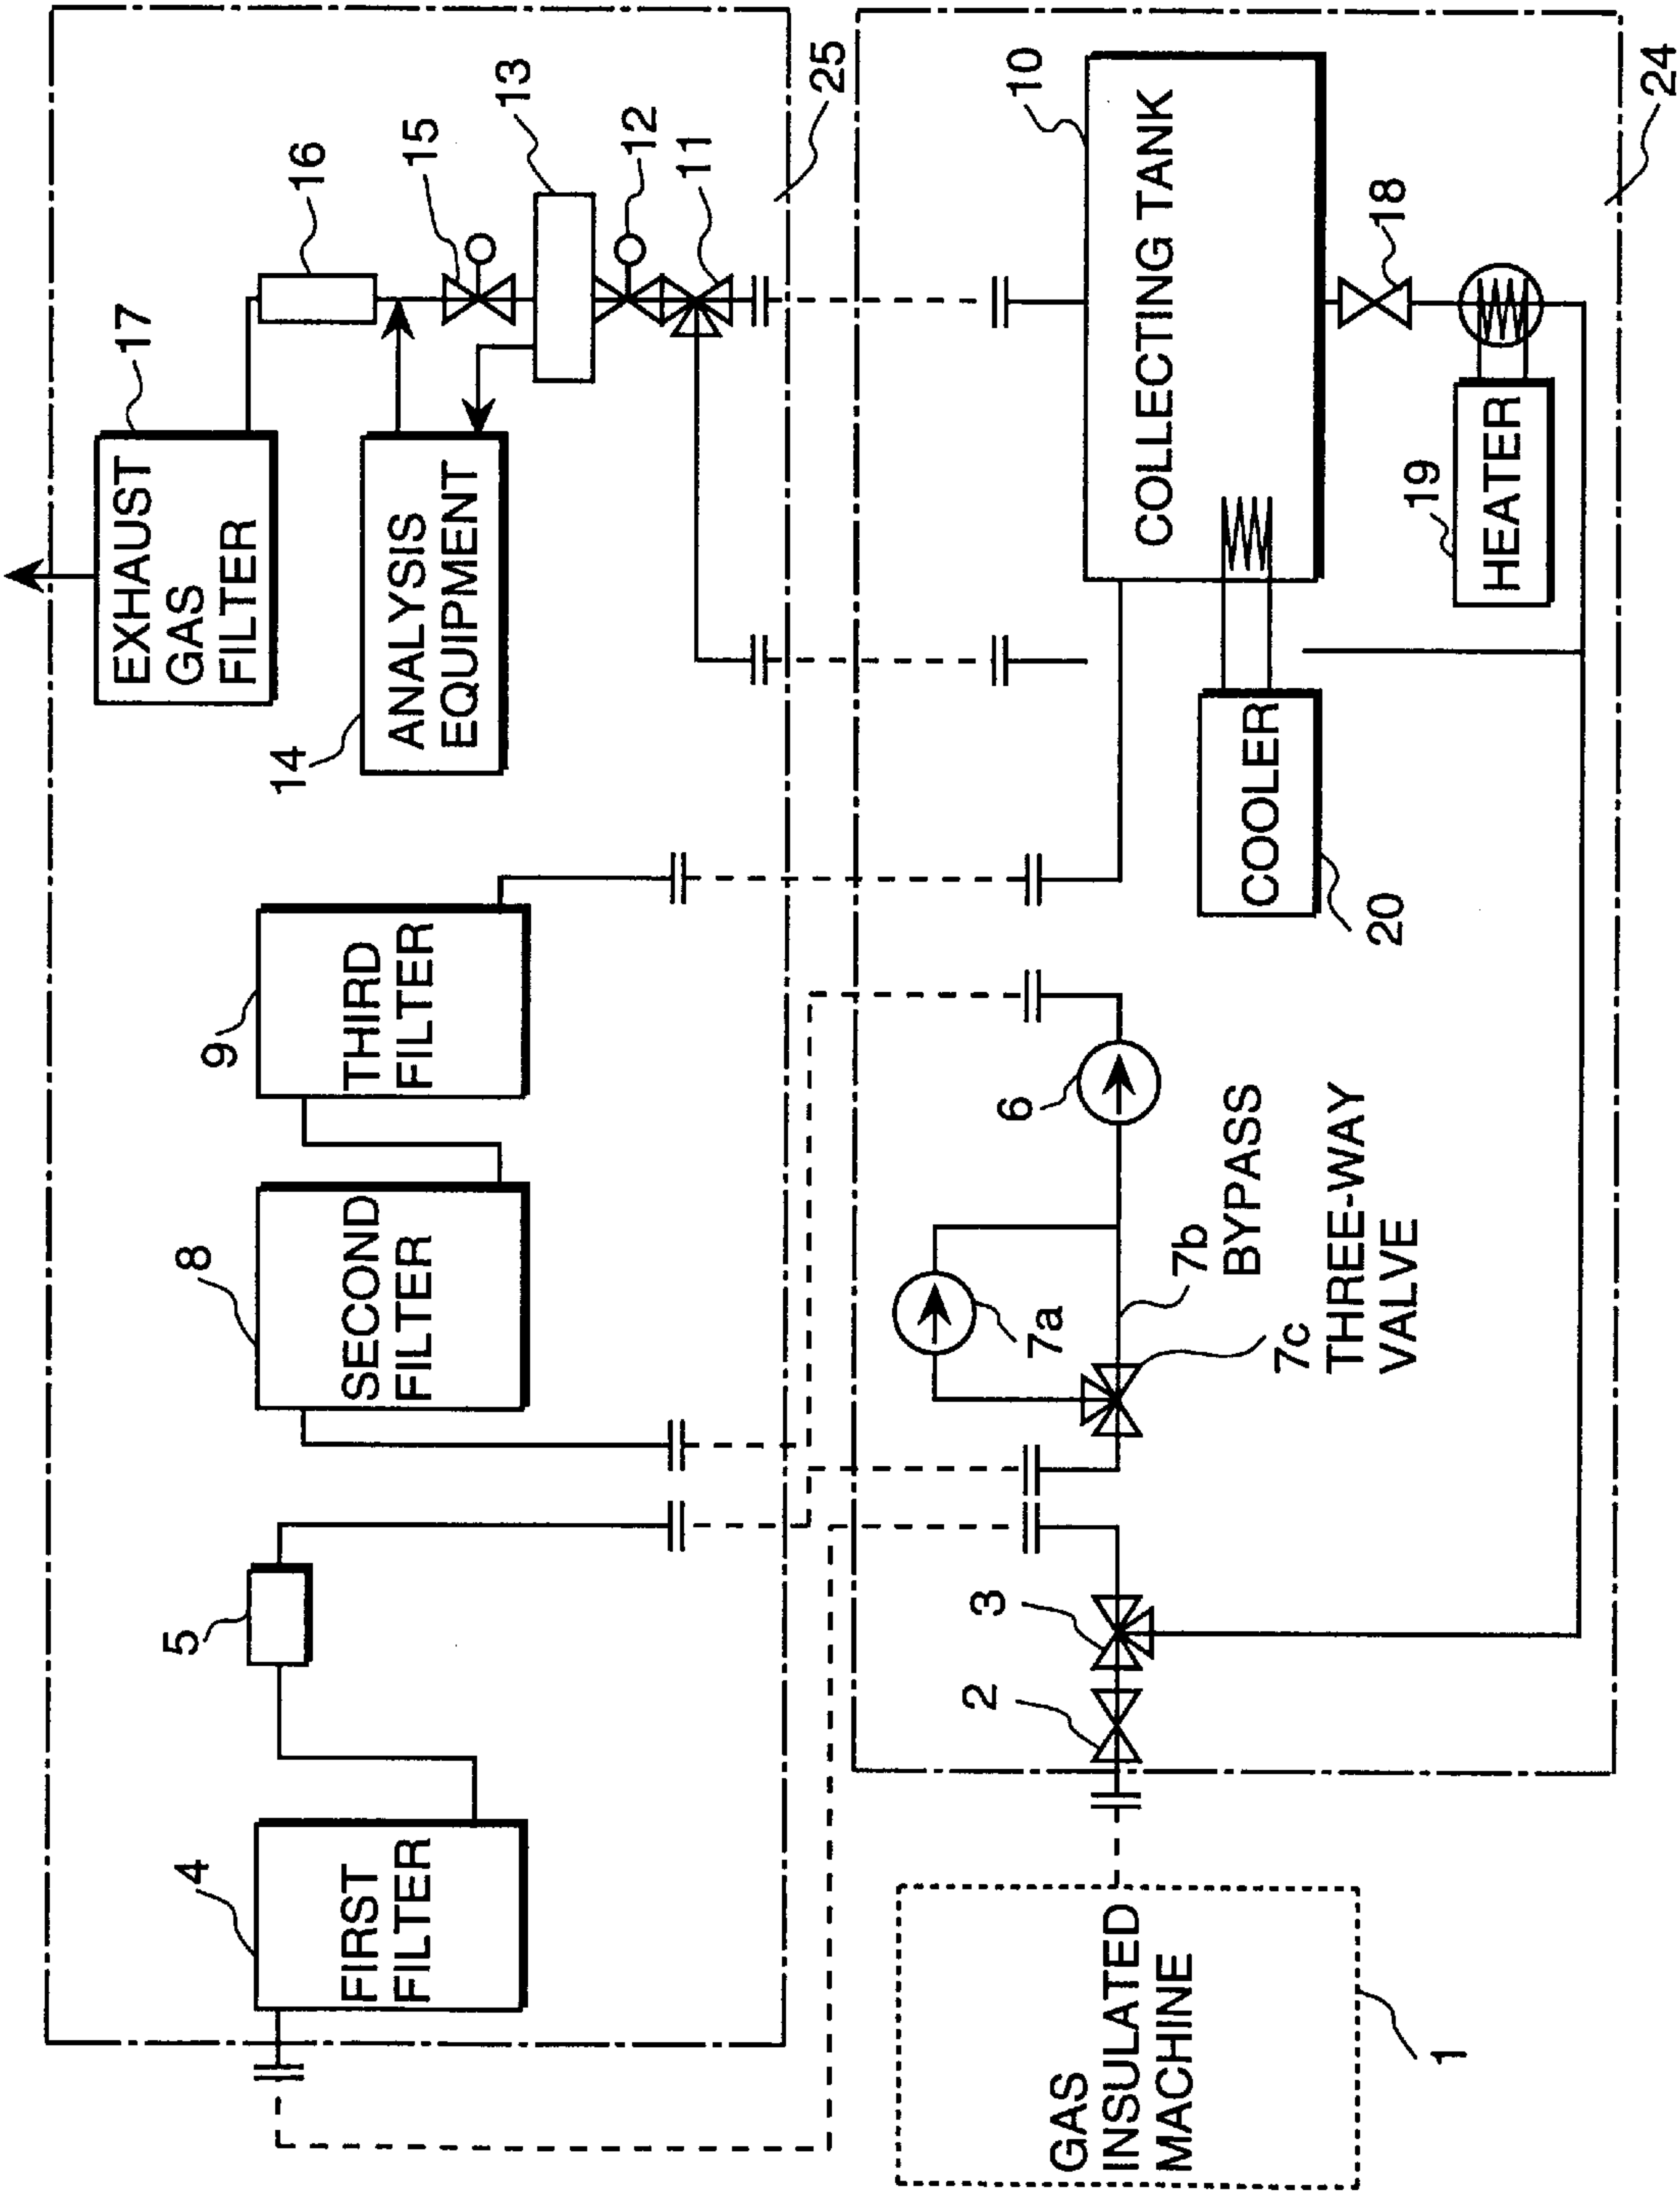 EXHAUST
GAS
FILTER
17
16
15
13
12
11
25
14
ANALYSIS
EQUIPMENT
9
THIRD
FILTER
8
SECOND
FILTER
5
4
FIRST
FILTER
10
COLLECTING TANK
18
24
19
HEATER
COOLER
20
6
7a
7b
BYPASS
7c
THREE-WAY
VALVE
3
2
GAS
INSULATED
MACHINE
1